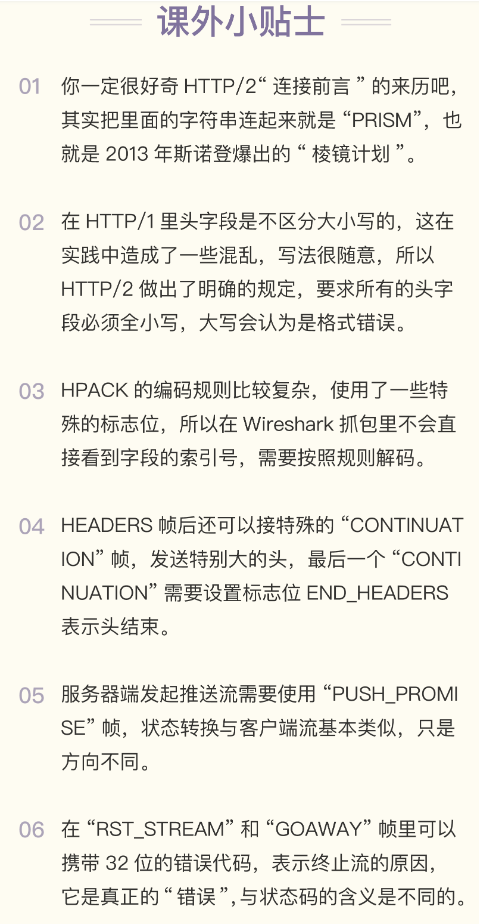 课外小贴士
01 你一定很好奇 HTTP/2“ 连接前言 ” 的来历吧，
其实把里面的字符串连起来就是 “PRISM”，也
就是 2013 年斯诺登爆出的 “ 棱镜计划 ”。
02 在 HTTP/1 里头字段是不区分大小写的，这在
实践中造成了一些混乱，写法很随意，所以
HTTP/2 做出了明确的规定，要求所有的头字
段必须全小写，大写会认为是格式错误。
03 HPACK 的编码规则比较复杂，使用了一些特
殊的标志位，所以在 Wireshark 抓包里不会直
接看到字段的索引号，需要按照规则解码。
04 HEADERS 帧后还可以接特殊的 “CONTINUAT
ION” 帧，发送特别大的头，最后一个 “CONTI
NUATION” 需要设置标志位 END_HEADERS
表示头结束。
05 服务器端发起推送流需要使用 “PUSH_PROMI
SE” 帧，状态转换与客户端流基本类似，只是
方向不同。
06 在 “RST_STREAM” 和 “GOAWAY” 帧里可以
携带 32 位的错误代码，表示终止流的原因，
它是真正的 “ 错误 ”，与状态码的含义是不同的。